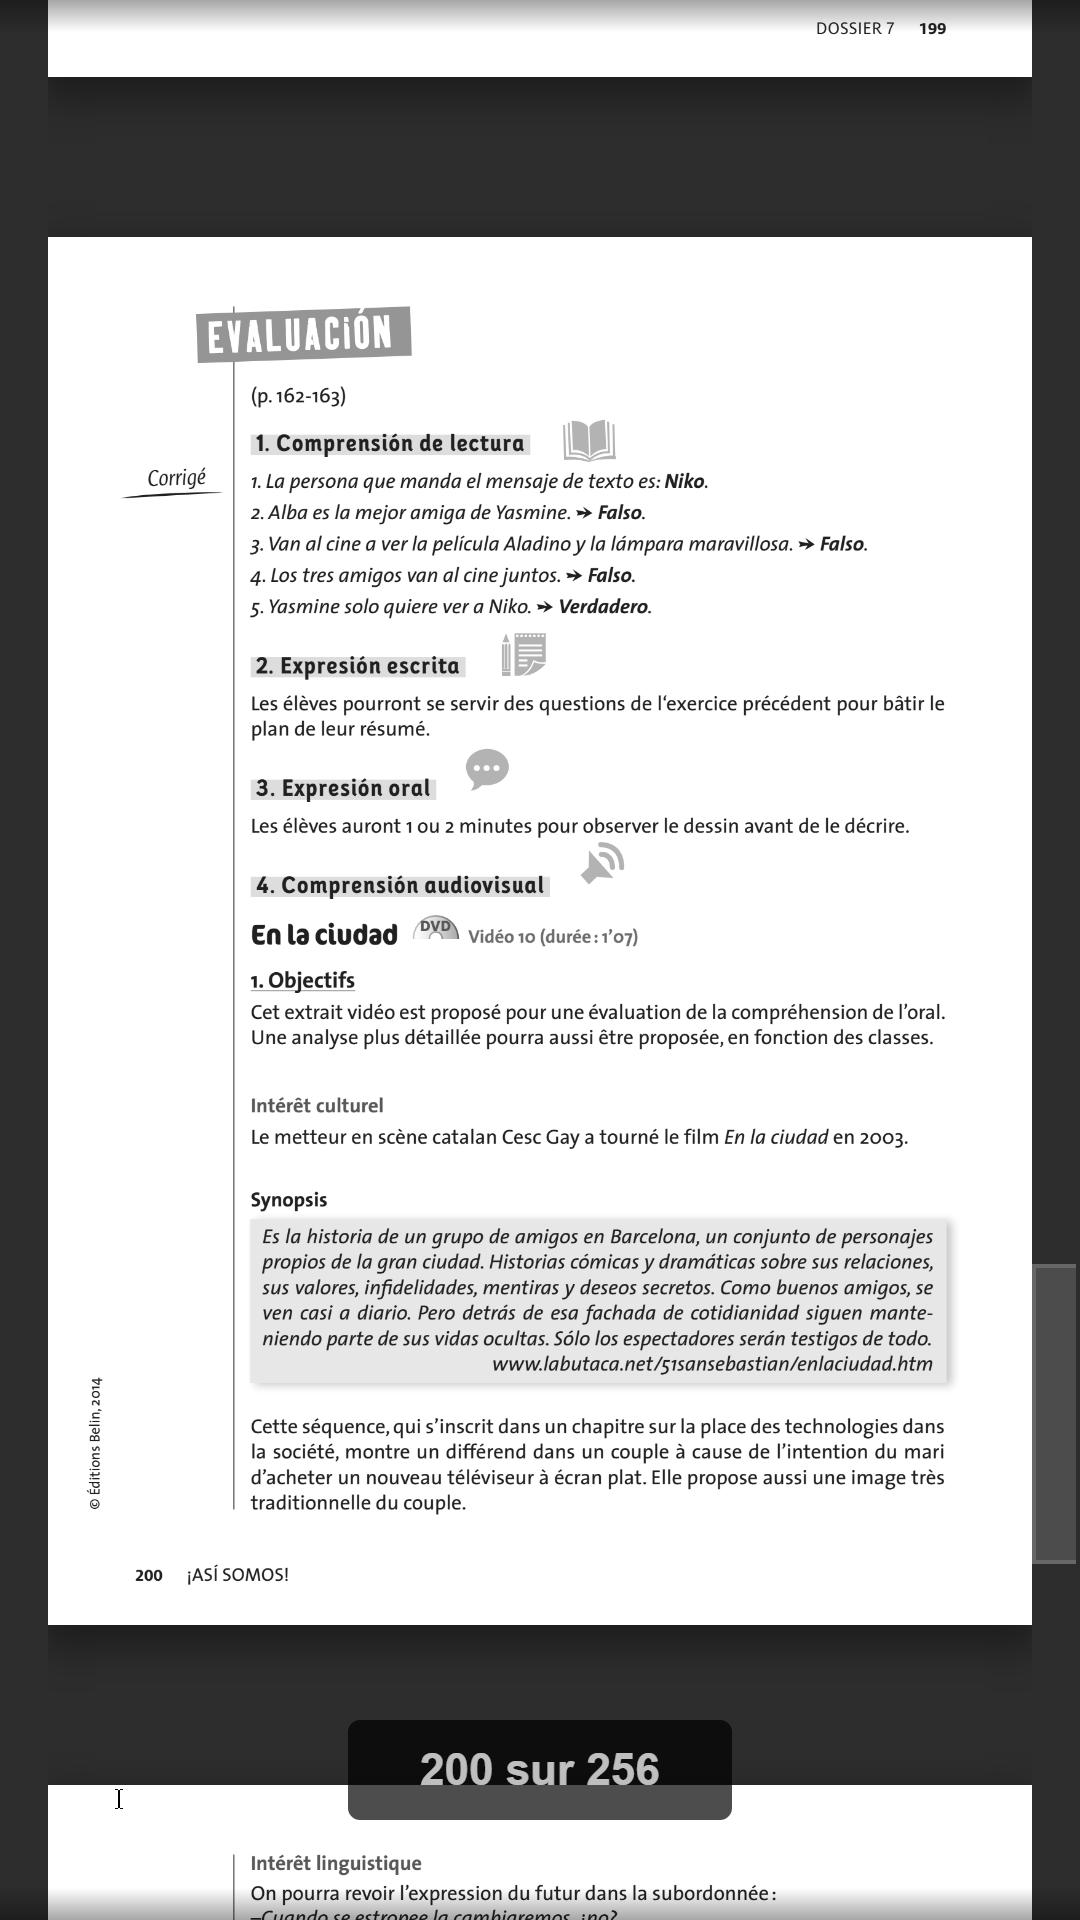 DOSSIER 7 199
EVALUACiÓN
(p. 162-163)
1. Comprensión de lectura
Corrigé
1. La persona que manda el mensaje de texto es: Niko.
2. Alba es la mejor amiga de Yasmine. ➛ Falso.
3. Van al cine a ver la película Aladino y la lámpara maravillosa. ➛ Falso.
4. Los tres amigos van al cine juntos. ➛ Falso.
5. Yasmine solo quiere ver a Niko. ➛ Verdadero.
2. Expresión escrita
Les élèves pourront se servir des questions de l‘exercice précédent pour bâtir le
plan de leur résumé.
3. Expresión oral
Les élèves auront 1 ou 2 minutes pour observer le dessin avant de le décrire.
4. Comprensión audiovisual
En la ciudad DVD Vidéo 10 (durée : 1’07)
1. Objectifs
Cet extrait vidéo est proposé pour une évaluation de la compréhension de l’oral.
Une analyse plus détaillée pourra aussi être proposée, en fonction des classes.
Intérêt culturel
Le metteur en scène catalan Cesc Gay a tourné le film En la ciudad en 2003.
Synopsis
Es la historia de un grupo de amigos en Barcelona, un conjunto de personajes
propios de la gran ciudad. Historias cómicas y dramáticas sobre sus relaciones,
sus valores, infidelidades, mentiras y deseos secretos. Como buenos amigos, se
ven casi a diario. Pero detrás de esa fachada de cotidianidad siguen mante-
niendo parte de sus vidas ocultas. Sólo los espectadores serán testigos de todo.
www.labutaca.net/51sansebastian/enlaciudad.htm
Cette séquence, qui s’inscrit dans un chapitre sur la place des technologies dans
la société, montre un différend dans un couple à cause de l’intention du mari
d’acheter un nouveau téléviseur à écran plat. Elle propose aussi une image très
traditionnelle du couple.
© Éditions Belin, 2014
200 ¡ASÍ SOMOS!
200 sur 256
Intérêt linguistique
On pourra revoir l’expression du futur dans la subordonnée :
–Cuando se estropee la cambiaremos, ¿no?